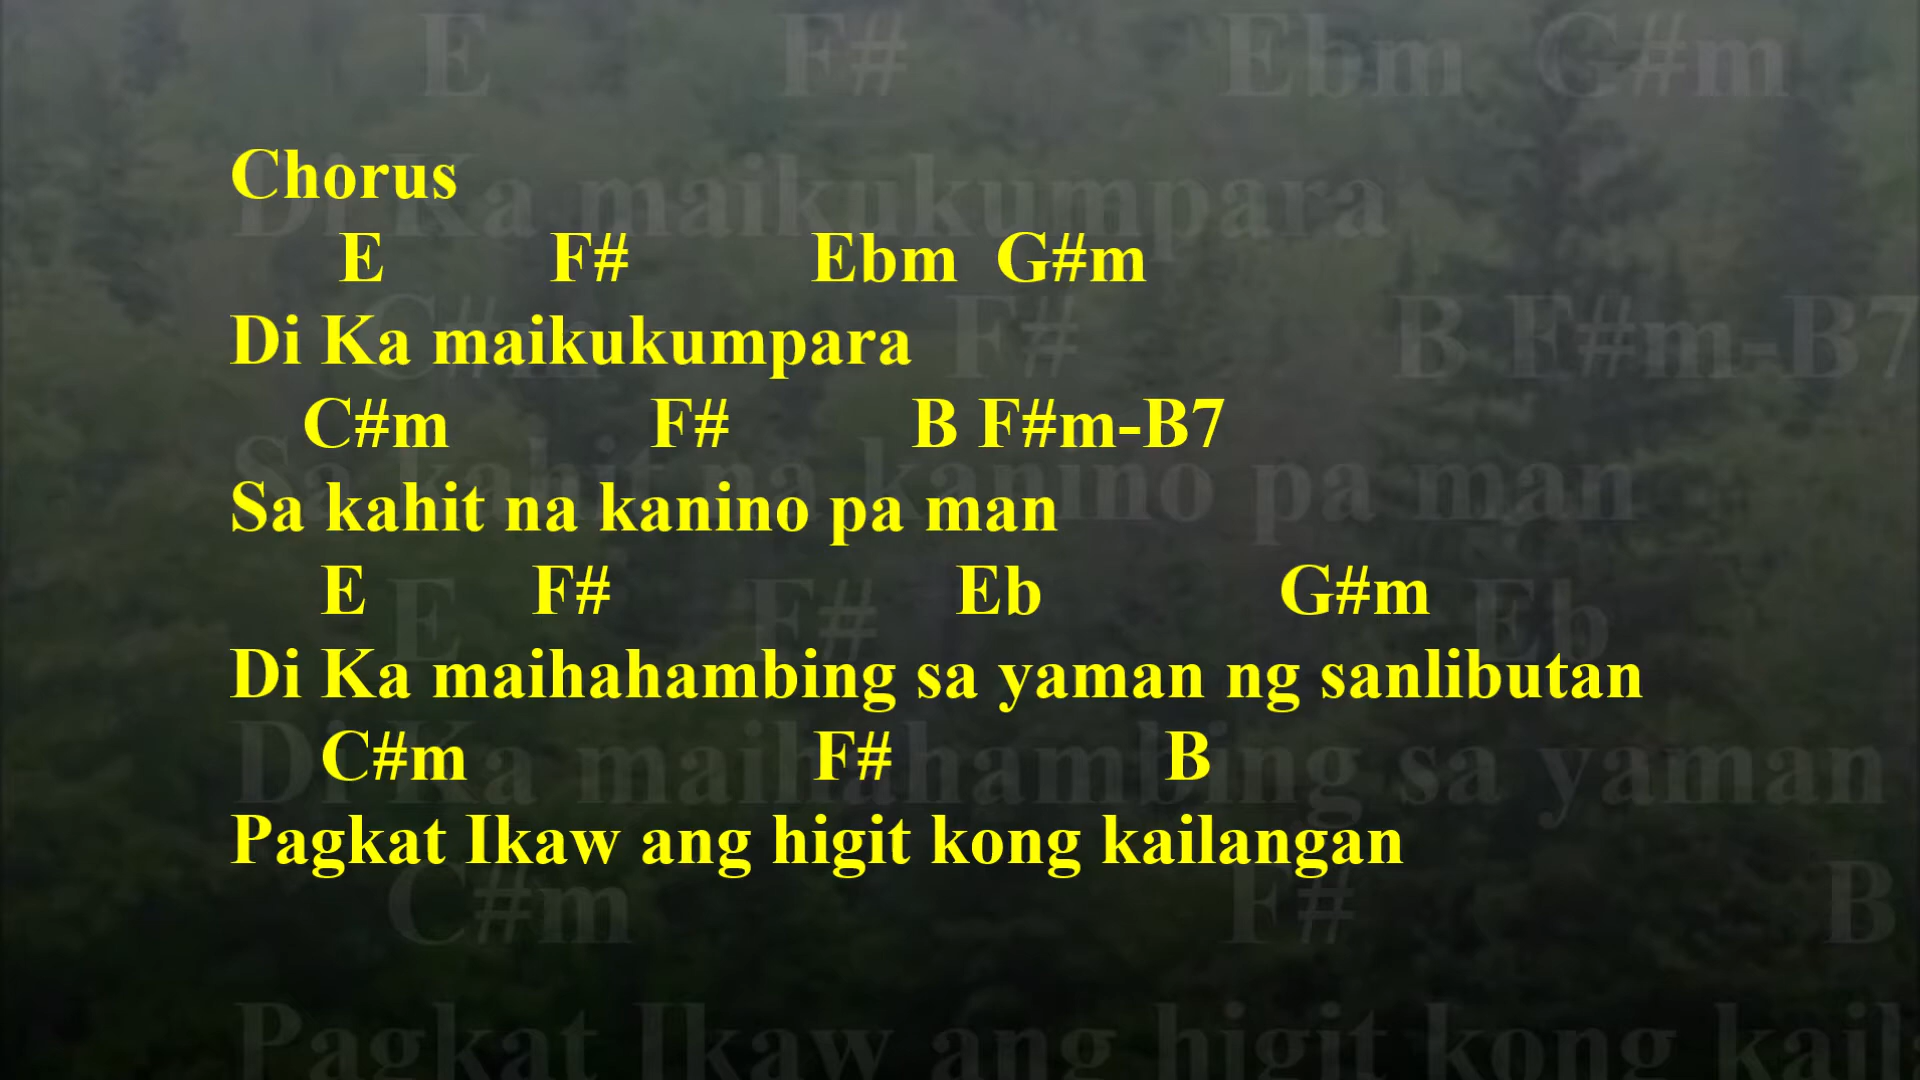 Chorus
E F# Ebm G#m
Di Ka maikukumpara
C#m F# B F#m-B7
Sa kahit na kanino pa man
E F# Eb G#m
Di Ka maihahambing sa yaman ng sanlibutan
C#m F# B
Pagkat Ikaw ang higit kong kailangan